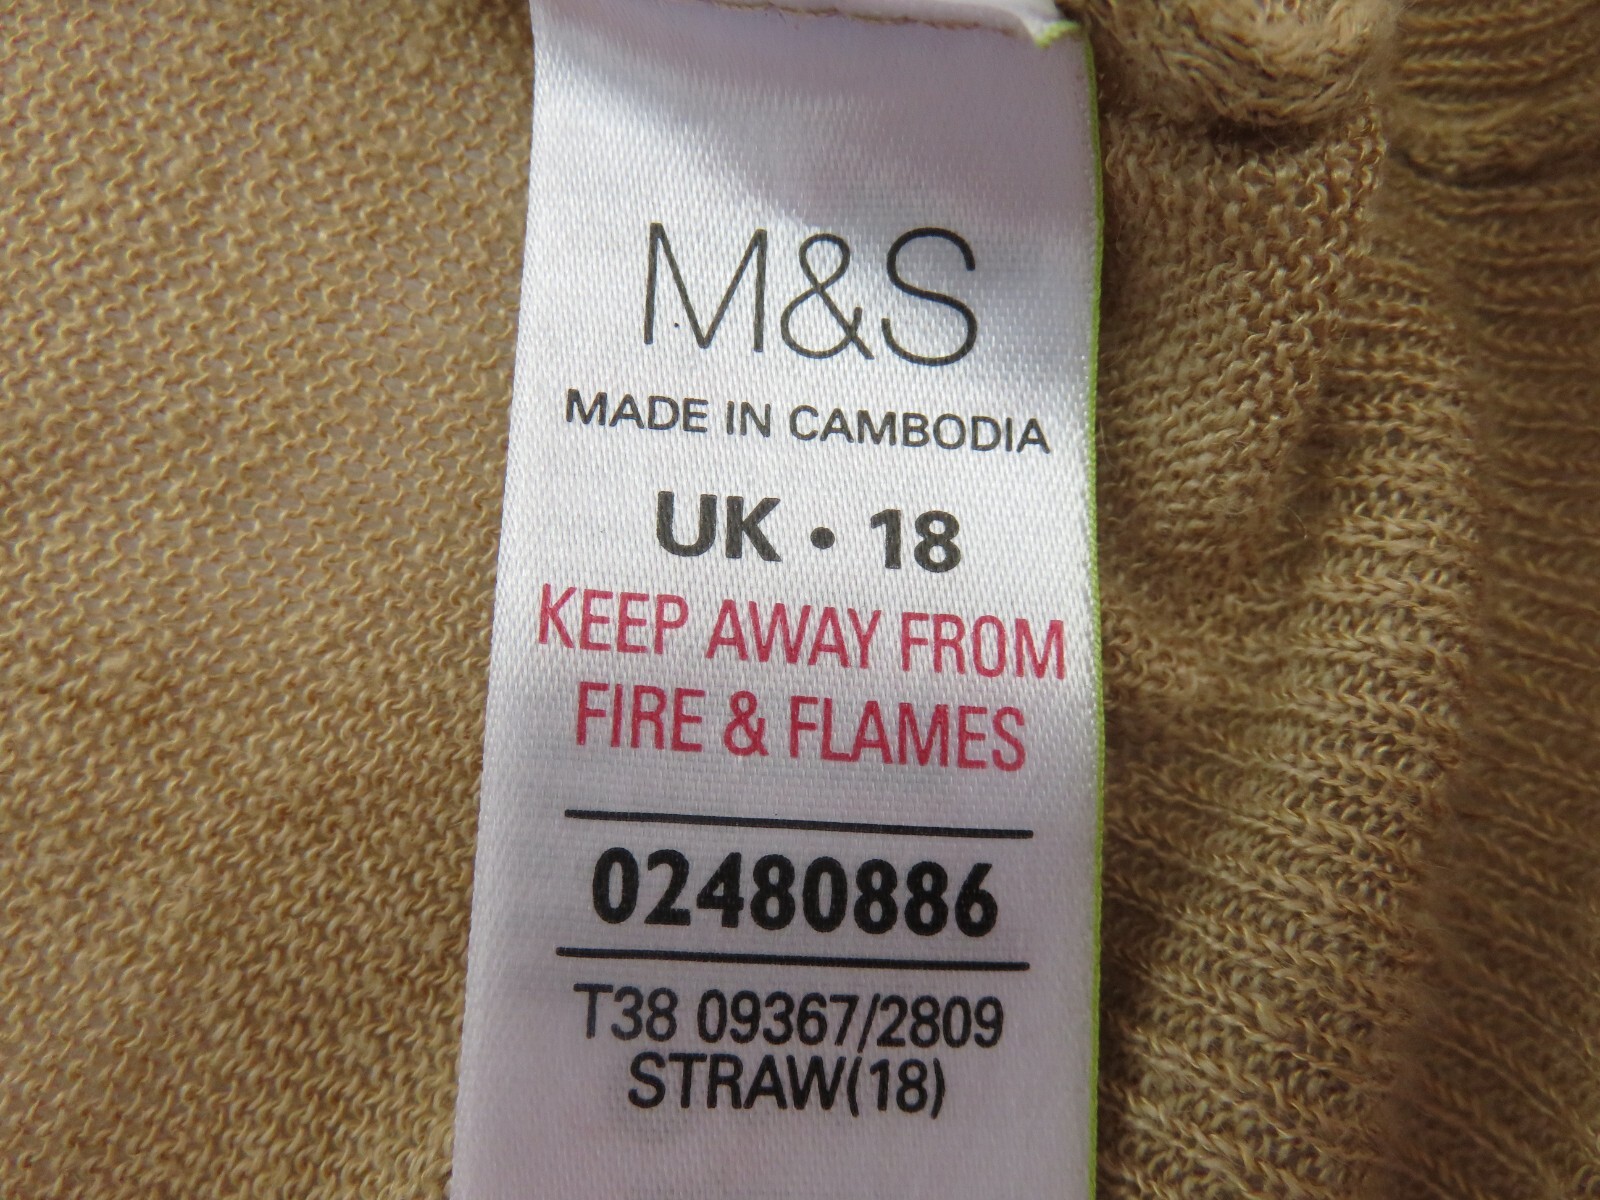 M&S
MADE IN CAMBODIA
UK • 18
KEEP AWAY FROM
FIRE & FLAMES
02480886
T38 09367/2809
STRAW(18)